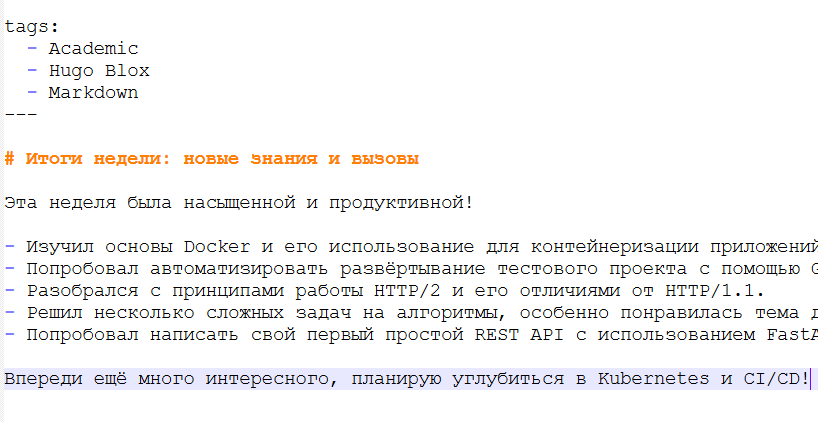 tags:
- Academic
- Hugo Blox
- Markdown
---
# Итоги недели: новые знания и вызовы
Эта неделя была насыщенной и продуктивной!
- Изучил основы Docker и его использование для контейнеризации приложений
- Попробовал автоматизировать развёртывание тестового проекта с помощью
- Разобрался с принципами работы HTTP/2 и его отличиями от HTTP/1.1.
- Решил несколько сложных задач на алгоритмы, особенно понравилась тема
- Попробовал написать свой первый простой REST API с использованием FastA
Впереди ещё много интересного, планирую углубиться в Kubernetes и CI/CD!